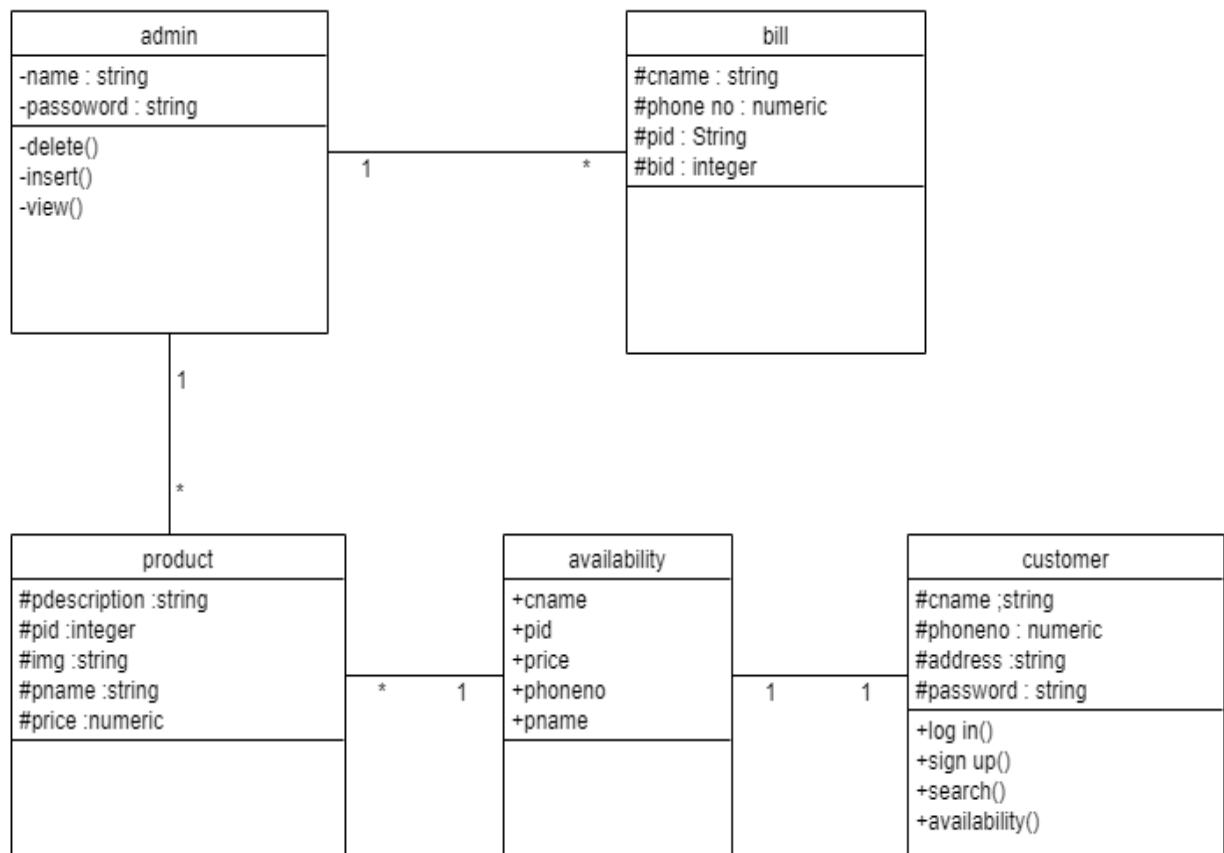 admin
-name : string
-passoword : string
-delete()
-insert()
-view()
1
*
bill
#cname : string
#phone no : numeric
#pid : String
#bid : integer
1
*
product
#pdescription :string
#pid :integer
#img :string
#pname :string
#price :numeric
*
1
availability
+cname
+pid
+price
+phoneno
+pname
1
1
customer
#cname ;string
#phoneno : numeric
#address :string
#password : string
+log in()
+sign up()
+search()
+availability()